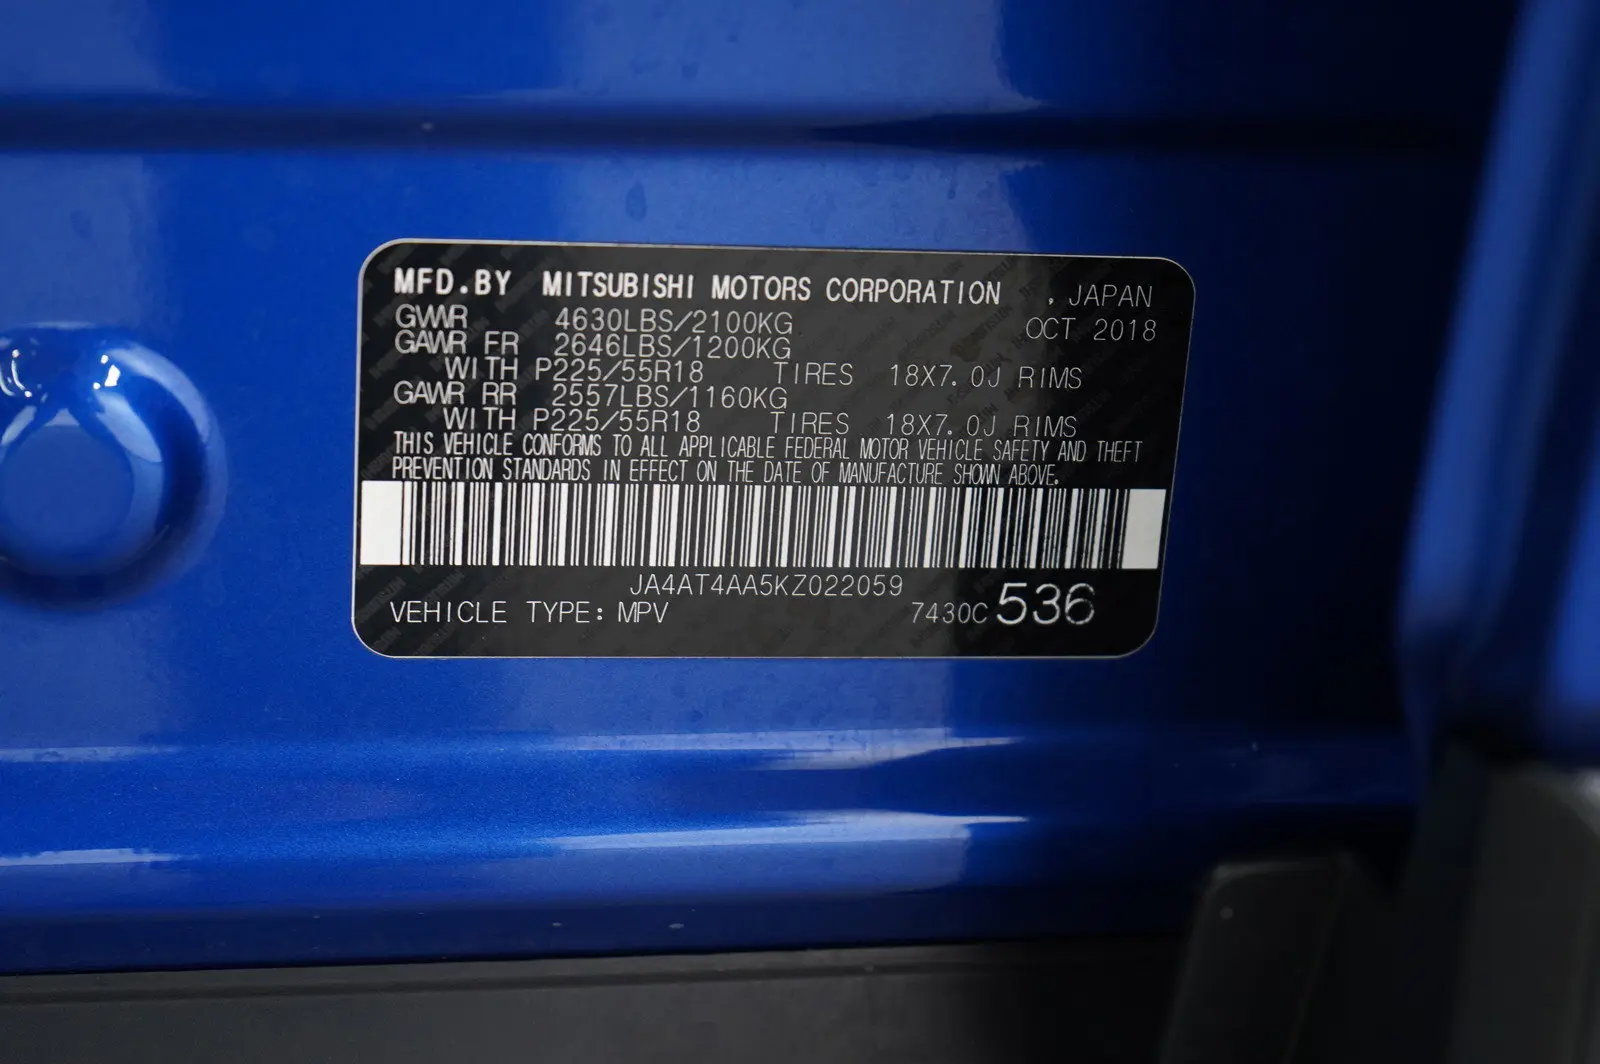 MFD.BY MITSUBISHI MOTORS CORPORATION , JAPAN
GVWR 4630LBS/2100KG OCT 2018
GAWR FR 2646LBS/1200KG
WITH P225/55R18 TIRES 18X7.0J RIMS
GAWR RR 2557LBS/1160KG
WITH P225/55R18 TIRES 18X7.0J RIMS
THIS VEHICLE CONFORMS TO ALL APPLICABLE FEDERAL MOTOR VEHICLE SAFETY AND THEFT
PREVENTION STANDARDS IN EFFECT ON THE DATE OF MANUFACTURE SHOWN ABOVE.
JA4AT4AA5KZ022059
VEHICLE TYPE: MPV 7430C 536